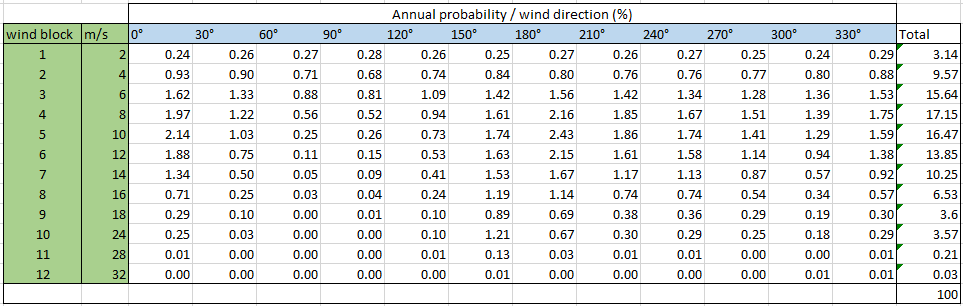 Annual probability / wind direction (%)
wind block m/s 0° 30° 60° 90° 120° 150° 180° 210° 240° 270° 300° 330° Total
1 2 0.24 0.26 0.27 0.28 0.26 0.25 0.27 0.26 0.27 0.25 0.24 0.29 3.14
2 4 0.93 0.90 0.71 0.68 0.74 0.84 0.80 0.76 0.76 0.77 0.80 0.88 9.57
3 6 1.62 1.33 0.88 0.81 1.09 1.42 1.56 1.42 1.34 1.28 1.36 1.53 15.64
4 8 1.97 1.22 0.56 0.52 0.94 1.61 2.16 1.85 1.67 1.51 1.39 1.75 17.15
5 10 2.14 1.03 0.25 0.26 0.73 1.74 2.43 1.86 1.74 1.41 1.29 1.59 16.47
6 12 1.88 0.75 0.11 0.15 0.53 1.63 2.15 1.61 1.58 1.14 0.94 1.38 13.85
7 14 1.34 0.50 0.05 0.09 0.41 1.53 1.67 1.17 1.13 0.87 0.57 0.92 10.25
8 16 0.71 0.25 0.03 0.04 0.24 1.19 1.14 0.74 0.74 0.54 0.34 0.57 6.53
9 18 0.29 0.10 0.00 0.01 0.10 0.89 0.69 0.38 0.36 0.29 0.19 0.30 3.6
10 24 0.25 0.03 0.00 0.00 0.10 1.21 0.67 0.30 0.29 0.25 0.18 0.29 3.57
11 28 0.01 0.00 0.00 0.00 0.01 0.13 0.03 0.01 0.01 0.00 0.00 0.01 0.21
12 32 0.00 0.00 0.00 0.00 0.00 0.01 0.00 0.00 0.00 0.00 0.01 0.01 0.03
100